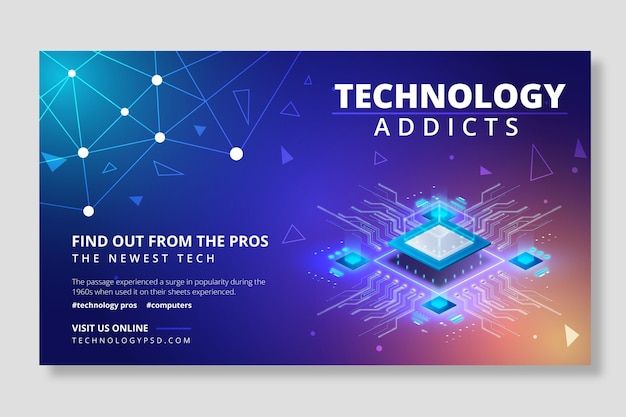 TECHNOLOGY
ADDICTS
FIND OUT FROM THE PROS
THE NEWEST TECH
The passage experienced a surge in popularity during the
1960s when used it on their sheets experienced.
#technology pros #computers
VISIT US ONLINE
TECHNOLOGYPSD.COM